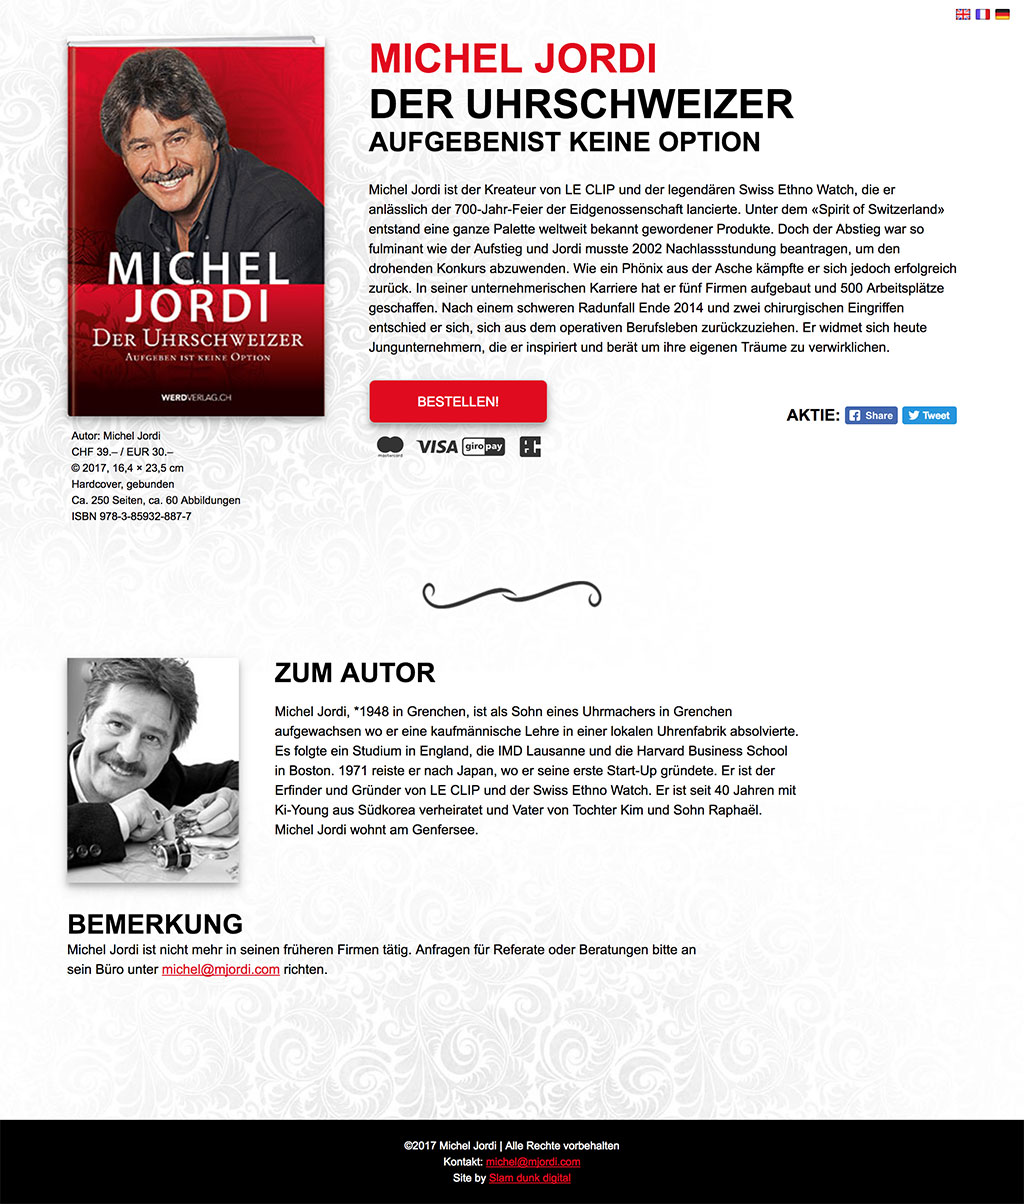 MICHEL JORDI
DER UHRSCHWEIZER
AUFGEBENIST KEINE OPTION
Michel Jordi ist der Kreateur von LE CLIP und der legendären Swiss Ethno Watch, die er
anlässlich der 700-Jahr-Feier der Eidgenossenschaft lancierte. Unter dem «Spirit of Switzerland»
entstand eine ganze Palette weltweit bekannt gewordener Produkte. Doch der Abstieg war so
fulminant wie der Aufstieg und Jordi musste 2002 Nachlassstundung beantragen, um den
drohenden Konkurs abzuwenden. Wie ein Phönix aus der Asche kämpfte er sich jedoch erfolgreich
zurück. In seiner unternehmerischen Karriere hat er fünf Firmen aufgebaut und 500 Arbeitsplätze
geschaffen. Nach einem schweren Radunfall Ende 2014 und zwei chirurgischen Eingriffen
entschied er sich, sich aus dem operativen Berufsleben zurückzuziehen. Er widmet sich heute
Jungunternehmern, die er inspiriert und berät um ihre eigenen Träume zu verwirklichen.
MICHEL
JORDI
DER UHRSCHWEIZER
AUFGEBEN IST KEINE OPTION
WERDVERLAG.CH
BESTELLEN!
AKTIE: Share Tweet
mastercard VISA giropay
Autor: Michel Jordi
CHF 39.– / EUR 30.–
© 2017, 16,4 × 23,5 cm
Hardcover, gebunden
Ca. 250 Seiten, ca. 60 Abbildungen
ISBN 978-3-85932-887-7
ZUM AUTOR
Michel Jordi, *1948 in Grenchen, ist als Sohn eines Uhrmachers in Grenchen
aufgewachsen wo er eine kaufmännische Lehre in einer lokalen Uhrenfabrik absolvierte.
Es folgte ein Studium in England, die IMD Lausanne und die Harvard Business School
in Boston. 1971 reiste er nach Japan, wo er seine erste Start-Up gründete. Er ist der
Erfinder und Gründer von LE CLIP und der Swiss Ethno Watch. Er ist seit 40 Jahren mit
Ki-Young aus Südkorea verheiratet und Vater von Tochter Kim und Sohn Raphaël.
Michel Jordi wohnt am Genfersee.
BEMERKUNG
Michel Jordi ist nicht mehr in seinen früheren Firmen tätig. Anfragen für Referate oder Beratungen bitte an
sein Büro unter michel@mjordi.com richten.
©2017 Michel Jordi | Alle Rechte vorbehalten
Kontakt: michel@mjordi.com
Site by Slam dunk digital